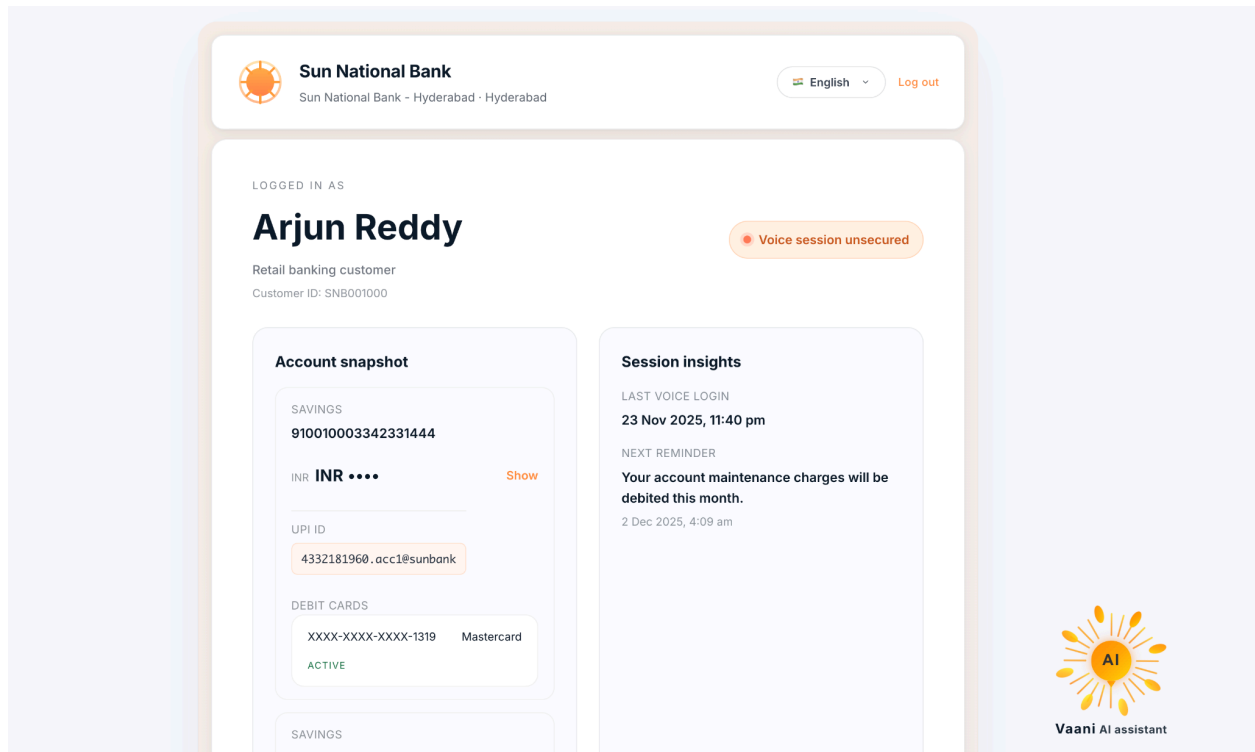 Sun National Bank
Sun National Bank - Hyderabad · Hyderabad
English
Log out
LOGGED IN AS
Arjun Reddy
Voice session unsecured
Retail banking customer
Customer ID: SNB001000
Account snapshot
SAVINGS
910010003342331444
INR INR ••••
Show
UPI ID
4332181960.acc1@sunbank
DEBIT CARDS
XXXX-XXXX-XXXX-1319 Mastercard
ACTIVE
SAVINGS
Session insights
LAST VOICE LOGIN
23 Nov 2025, 11:40 pm
NEXT REMINDER
Your account maintenance charges will be
debited this month.
2 Dec 2025, 4:09 am
AI
Vaani AI assistant